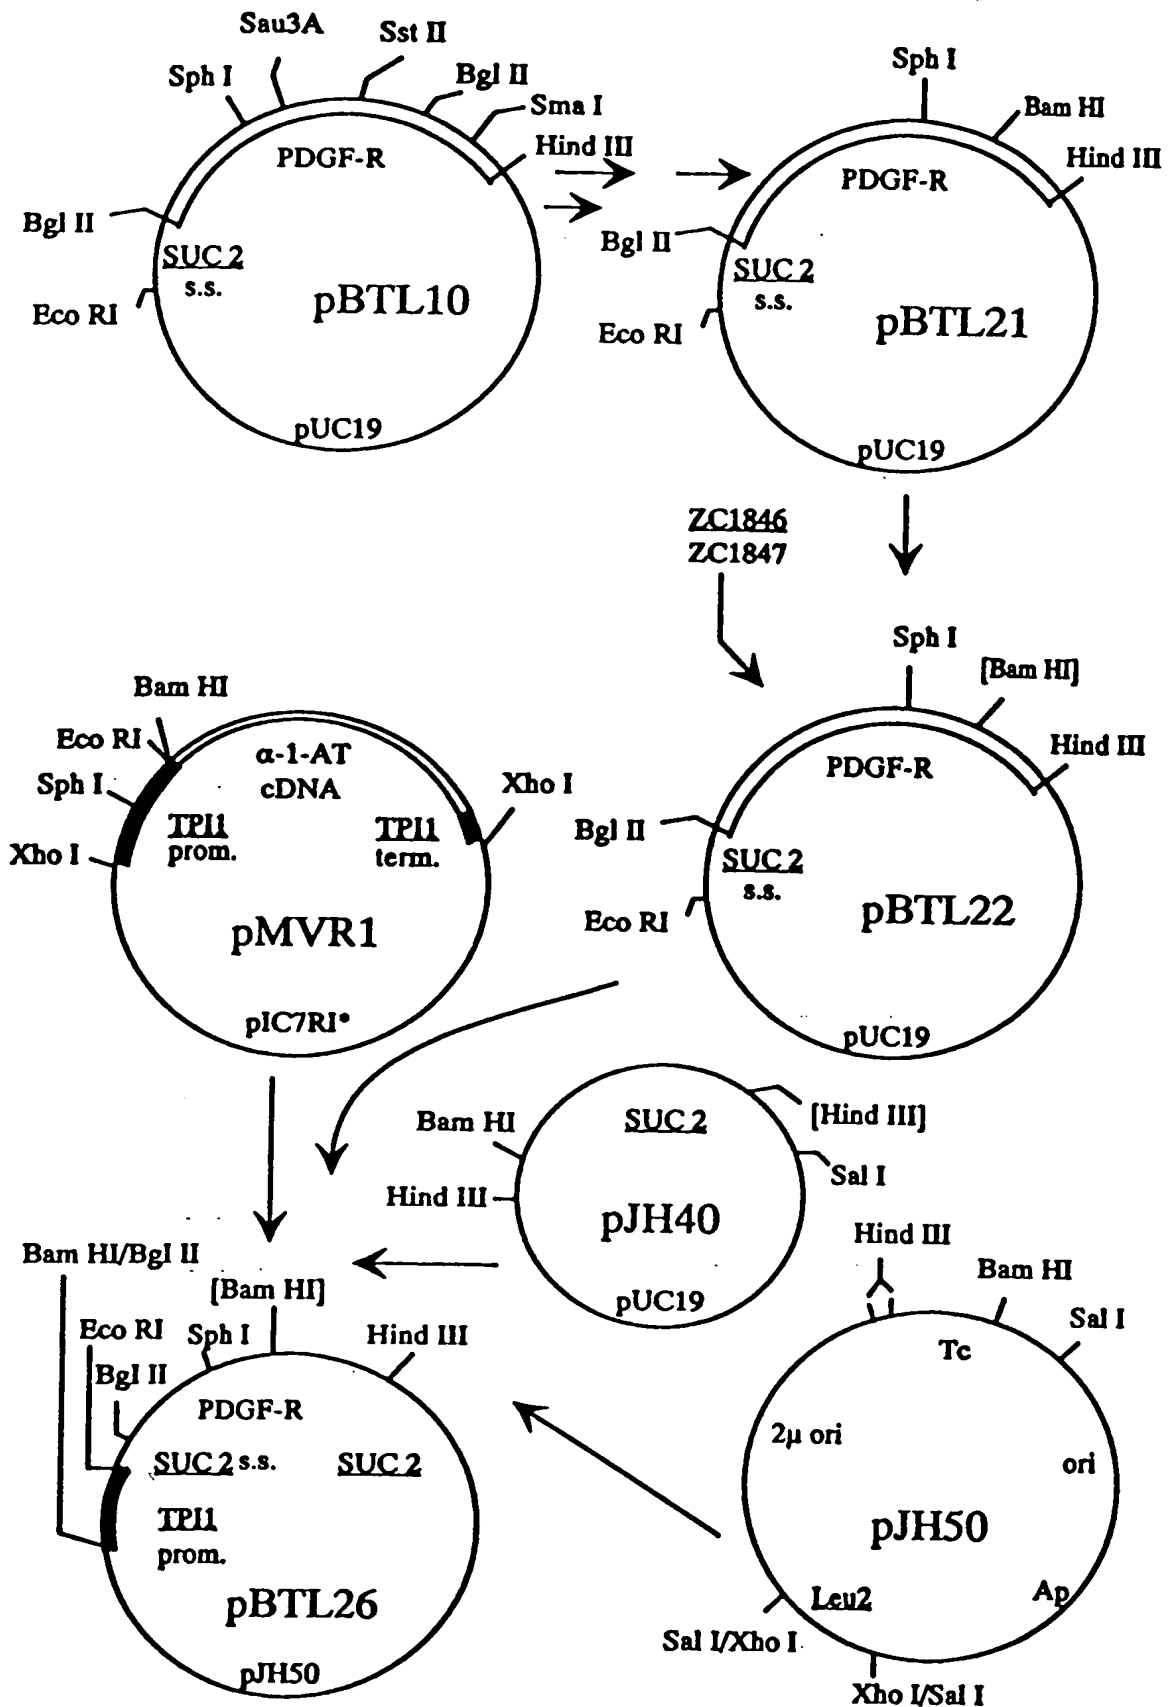 Sau3A
Sst II
Sph I
Bgl II
Sma I
Hind III
PDGF-R
Bgl II
SUC 2
s.s.
Eco RI
pBTL10
pUC19
Sph I
Bam HI
Hind III
PDGF-R
Bgl II
SUC 2
s.s.
Eco RI
pBTL21
pUC19
ZC1846
ZC1847
Sph I
[Bam HI]
Hind III
PDGF-R
Bgl II
SUC 2
s.s.
Eco RI
pBTL22
pUC19
Bam HI
Eco RI
α-1-AT
cDNA
Sph I
Xho I
TPI1
prom.
TPI1
term.
Xho I
pMVR1
pIC7RI*
SUC 2
[Hind III]
Bam HI
Sal I
Hind III
pJH40
pUC19
Hind III
Bam HI
Sal I
Tc
2μ ori
ori
pJH50
Leu2
Ap
Sal I/Xho I
Xho I/Sal I
Bam HI/Bgl II
[Bam HI]
Eco RI
Sph I
Hind III
Bgl II
PDGF-R
SUC 2 s.s.
SUC 2
TPI1
prom.
pBTL26
pJH50